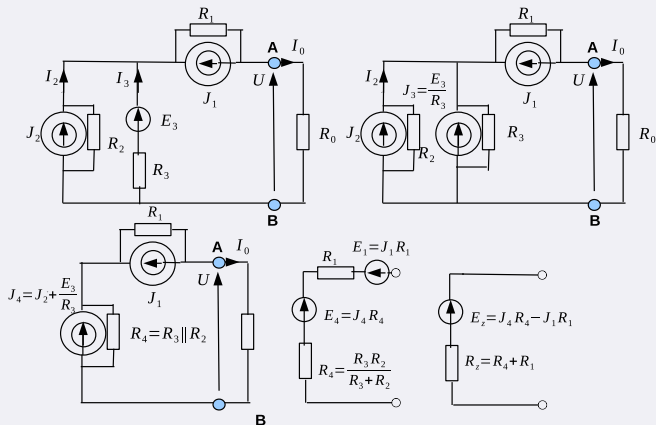 R₁
A I₀
I₂ I₃ U
J₁
J₂ R₂ E₃ R₀
R₃
B
R₁
A I₀
I₂ J₃=E₃/R₃ U
J₁
J₂ R₂ R₃ R₀
B
R₁
A I₀
U
J₄=J₂+E₃/R₃ J₁
R₄=R₃∥R₂
B
R₁ E₁=J₁R₁
E₄=J₄R₄
R₄=R₃R₂/(R₃+R₂)
E_z=J₄R₄−J₁R₁
R_z=R₄+R₁